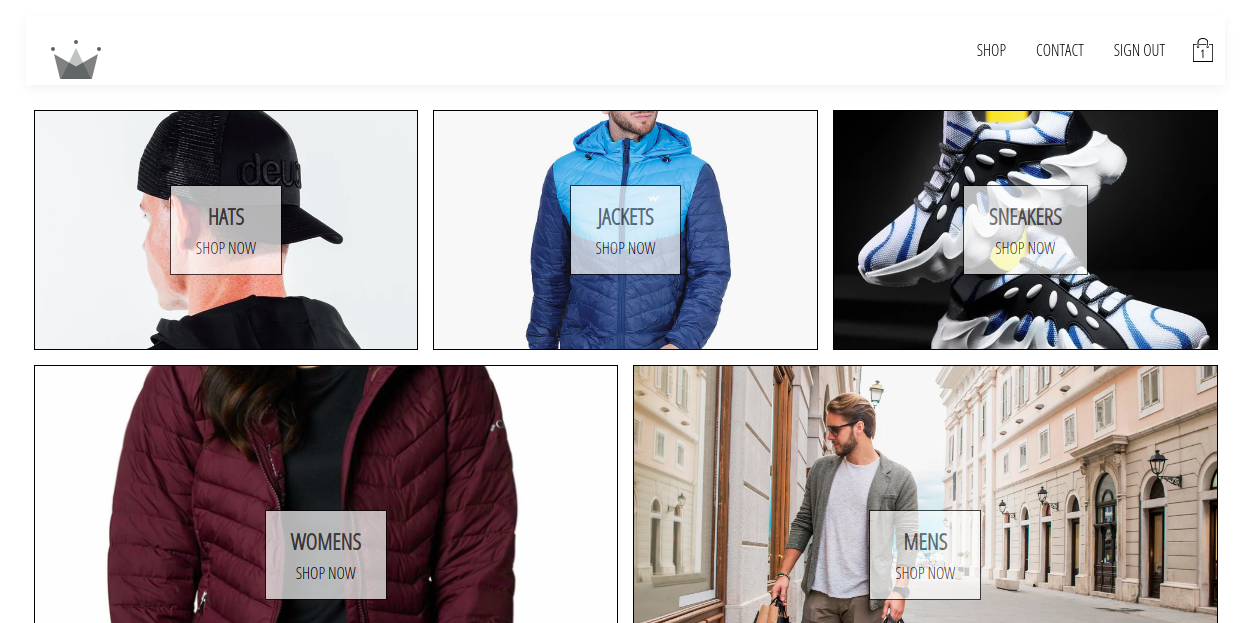 SHOP CONTACT SIGN OUT 1
HATS
SHOP NOW
JACKETS
SHOP NOW
SNEAKERS
SHOP NOW
WOMENS
SHOP NOW
MENS
SHOP NOW